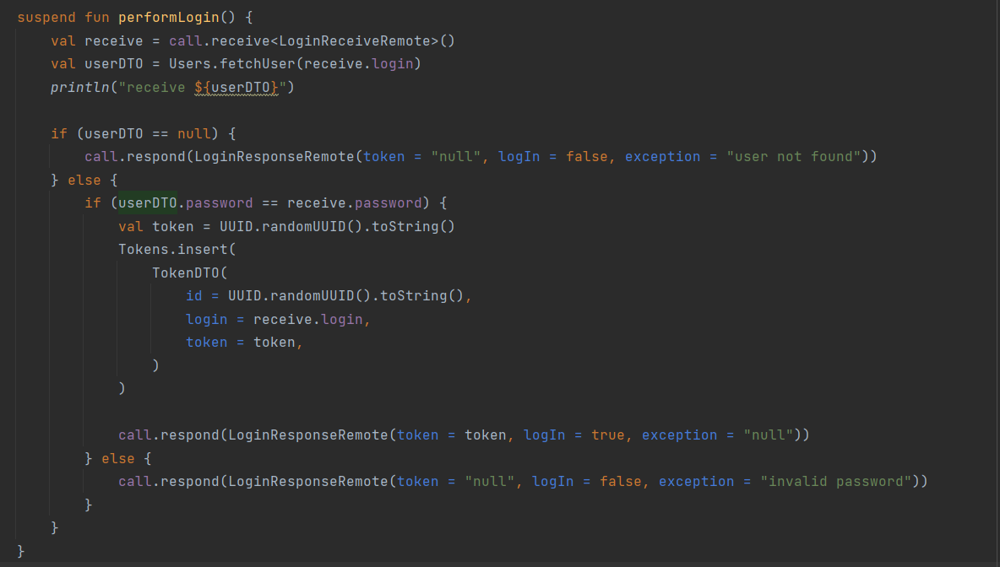 suspend fun performLogin() {
    val receive = call.receive<LoginReceiveRemote>()
    val userDTO = Users.fetchUser(receive.login)
    println("receive ${userDTO}")

    if (userDTO == null) {
        call.respond(LoginResponseRemote(token = "null", logIn = false, exception = "user not found"))
    } else {
        if (userDTO.password == receive.password) {
            val token = UUID.randomUUID().toString()
            Tokens.insert(
                TokenDTO(
                    id = UUID.randomUUID().toString(),
                    login = receive.login,
                    token = token,
                )
            )

            call.respond(LoginResponseRemote(token = token, logIn = true, exception = "null"))
        } else {
            call.respond(LoginResponseRemote(token = "null", logIn = false, exception = "invalid password"))
        }
    }
}